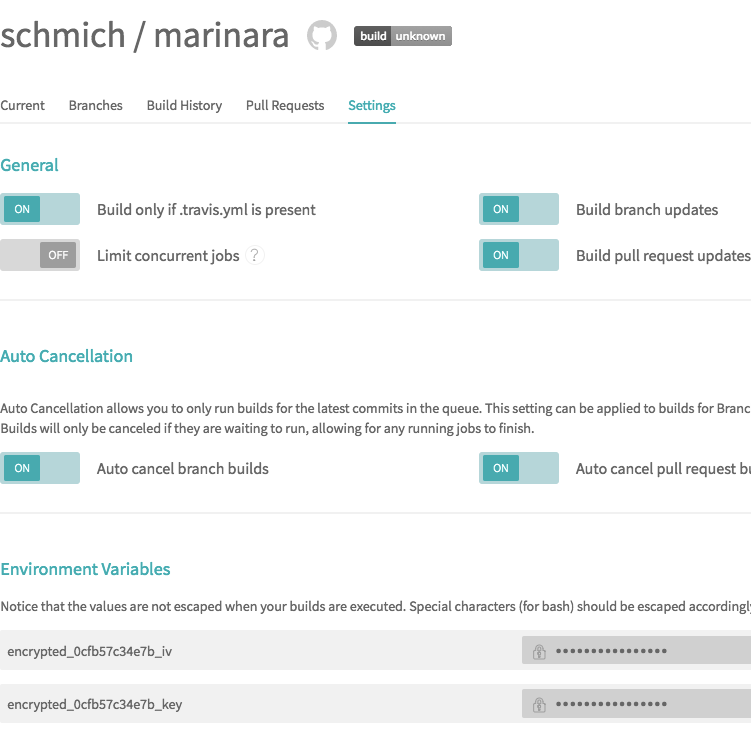 schmich / marinara build unknown
Current Branches Build History Pull Requests Settings
General
ON Build only if .travis.yml is present ON Build branch updates
OFF Limit concurrent jobs ? ON Build pull request updates
Auto Cancellation
Auto Cancellation allows you to only run builds for the latest commits in the queue. This setting can be applied to builds for Branc
Builds will only be canceled if they are waiting to run, allowing for any running jobs to finish.
ON Auto cancel branch builds ON Auto cancel pull request bu
Environment Variables
Notice that the values are not escaped when your builds are executed. Special characters (for bash) should be escaped accordingly
encrypted_0cfb57c34e7b_iv ••••••••••••••••
encrypted_0cfb57c34e7b_key ••••••••••••••••